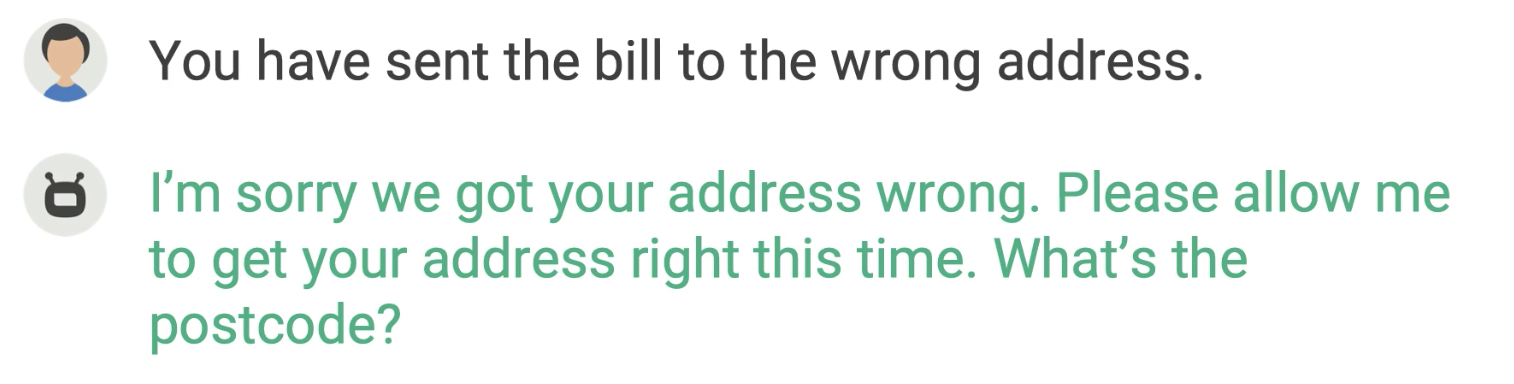 You have sent the bill to the wrong address.
I’m sorry we got your address wrong. Please allow me
to get your address right this time. What’s the
postcode?